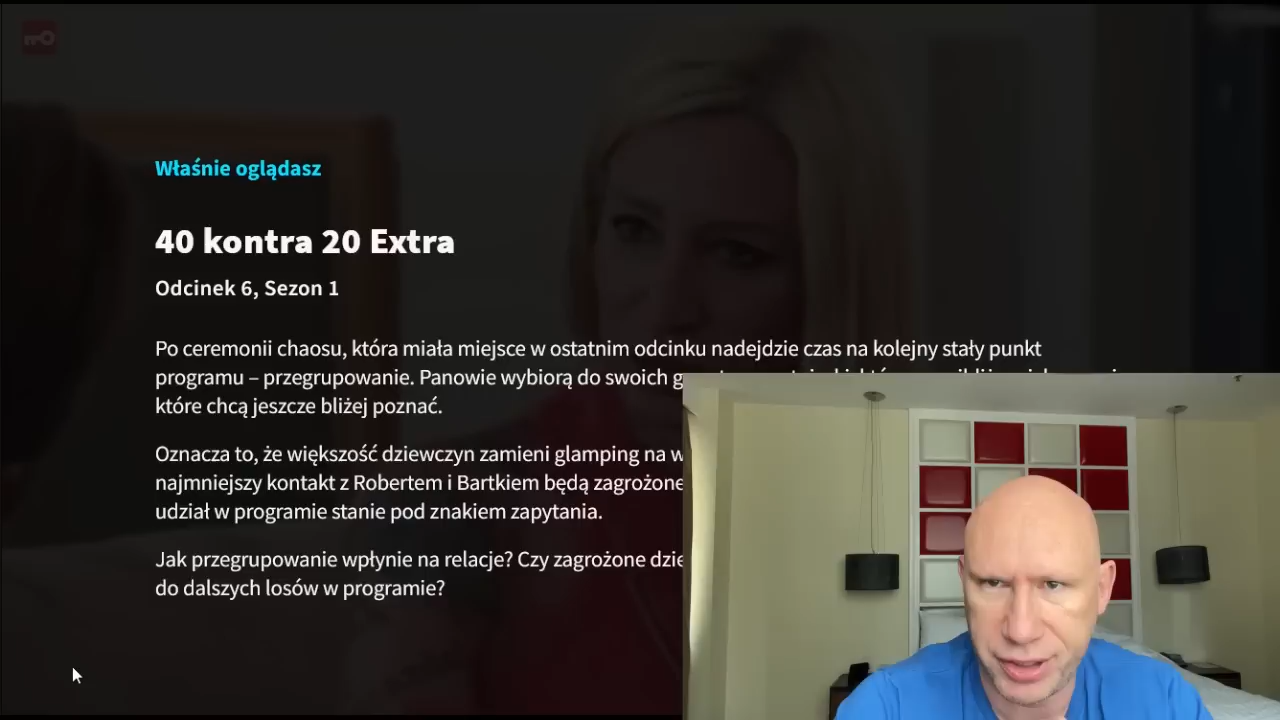 Właśnie oglądasz
40 kontra 20 Extra
Odcinek 6, Sezon 1
Po ceremonii chaosu, która miała miejsce w ostatnim odcinku nadejdzie czas na kolejny stały punkt
programu – przegrupowanie. Panowie wybiorą do swoich
które chcą jeszcze bliżej poznać.
Oznacza to, że większość dziewczyn zamieni glamping na
najmniejszy kontakt z Robertem i Bartkiem będą zagrożone
udział w programie stanie pod znakiem zapytania.
Jak przegrupowanie wpłynie na relacje? Czy zagrożone
do dalszych losów w programie?